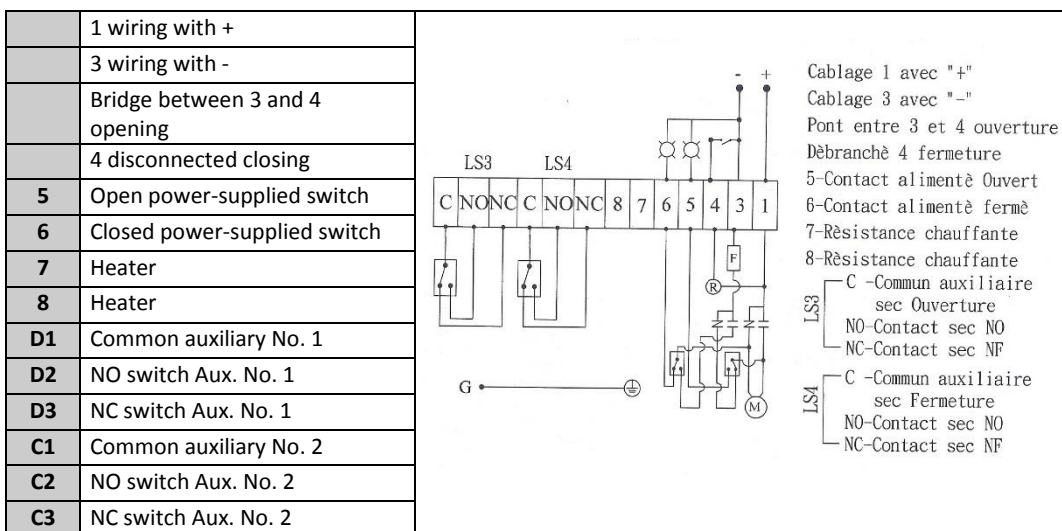 1 wiring with +
3 wiring with -
Bridge between 3 and 4
opening
4 disconnected closing
5 Open power-supplied switch
6 Closed power-supplied switch
7 Heater
8 Heater
D1 Common auxiliary No. 1
D2 NO switch Aux. No. 1
D3 NC switch Aux. No. 1
C1 Common auxiliary No. 2
C2 NO switch Aux. No. 2
C3 NC switch Aux. No. 2
- +
LS3 LS4
C NO NC C NO NC 8 7 6 5 4 3 1
F
R
G
M
Cablage 1 avec "+"
Cablage 3 avec "-"
Pont entre 3 et 4 ouverture
Dèbranchè 4 fermeture
5-Contact alimentè Ouvert
6-Contact alimentè fermè
7-Rèsistance chauffante
8-Rèsistance chauffante
LS3
C -Commun auxiliaire
sec Ouverture
NO-Contact sec NO
NC-Contact sec NF
LS4
C -Commun auxiliaire
sec Fermeture
NO-Contact sec NO
NC-Contact sec NF